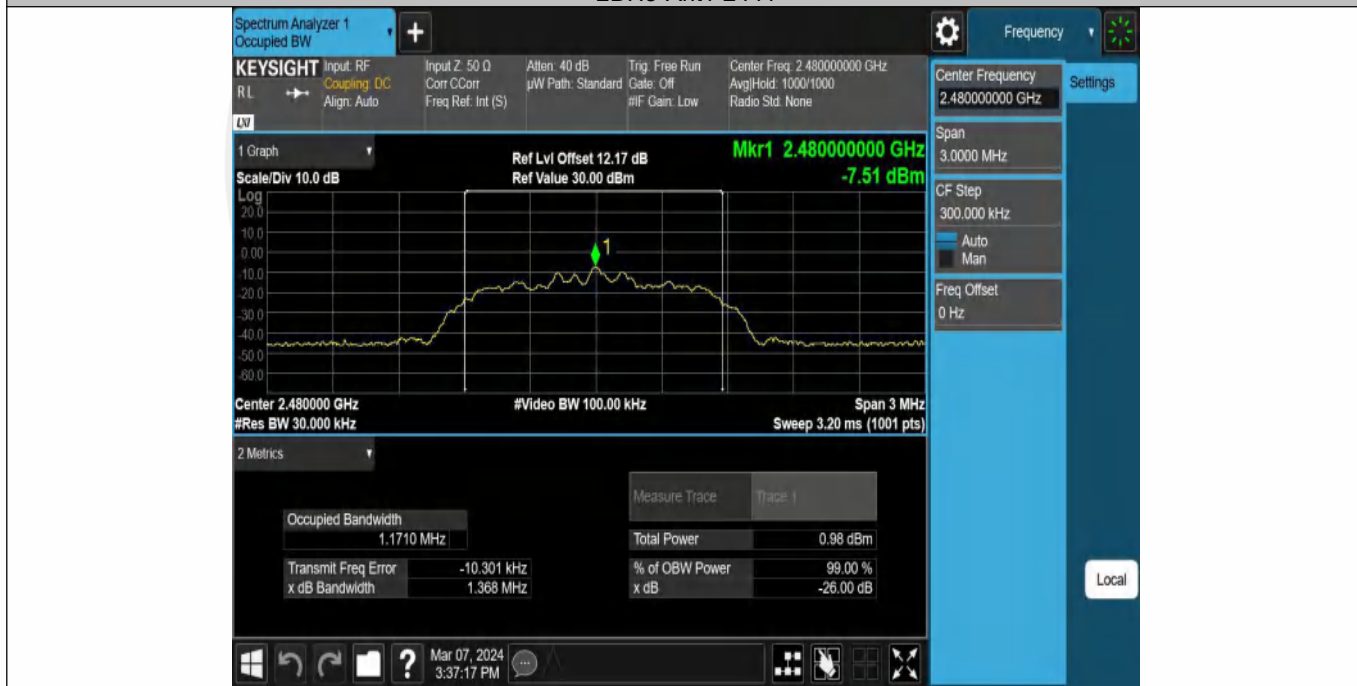 Spectrum Analyzer 1
Occupied BW
Frequency
KEYSIGHT
R L
LXI
Input: RF
Coupling: DC
Align: Auto
Input Z: 50 Ω
Corr CCorr
Freq Ref: Int (S)
Atten: 40 dB
µW Path: Standard
Trig: Free Run
Gate: Off
#IF Gain: Low
Center Freq: 2.480000000 GHz
Avg|Hold: 1000/1000
Radio Std: None
Center Frequency
2.480000000 GHz
Settings
Span
3.0000 MHz
CF Step
300.000 kHz
Auto
Man
Freq Offset
0 Hz
1 Graph
Scale/Div 10.0 dB
Ref Lvl Offset 12.17 dB
Ref Value 30.00 dBm
Mkr1 2.480000000 GHz
-7.51 dBm
Log
20.0
10.0
0.00
-10.0
-20.0
-30.0
-40.0
-50.0
-60.0
1
Center 2.480000 GHz
#Video BW 100.00 kHz
Span 3 MHz
#Res BW 30.000 kHz
Sweep 3.20 ms (1001 pts)
2 Metrics
Measure Trace Trace 1
Occupied Bandwidth
1.1710 MHz
Total Power 0.98 dBm
Transmit Freq Error -10.301 kHz
% of OBW Power 99.00 %
x dB Bandwidth 1.368 MHz
x dB -26.00 dB
Local
?
Mar 07, 2024
3:37:17 PM